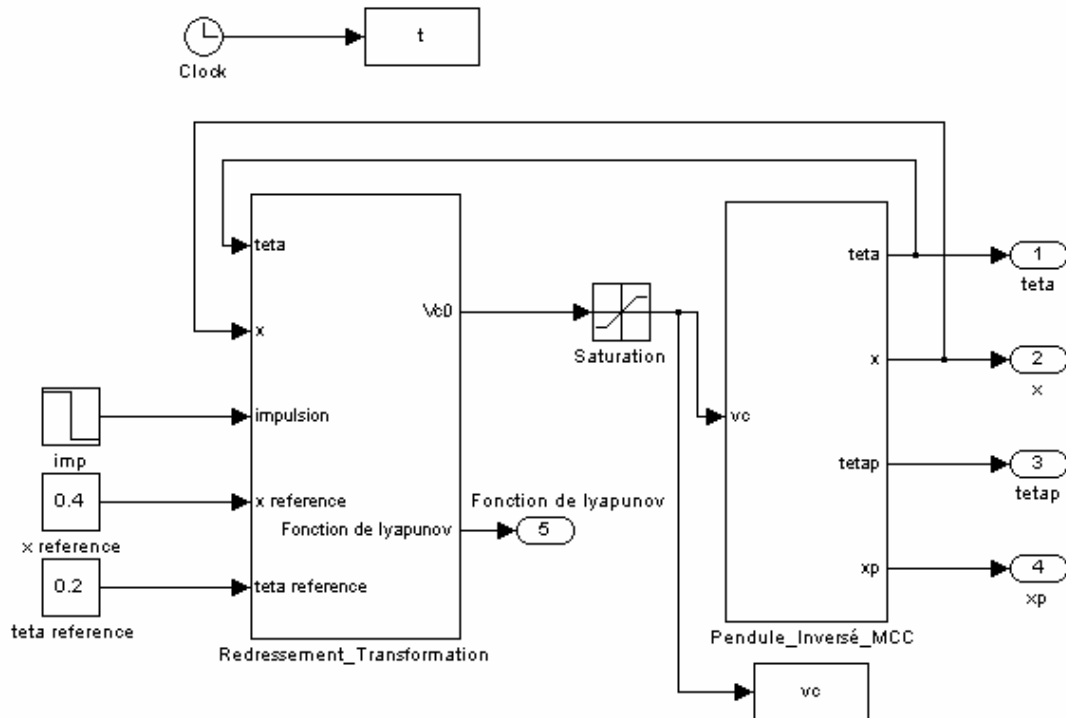 t
Clock
teta
x
impulsion
x reference
teta reference
Vc0
Fonction de lyapunov
Redressement_Transformation
imp
0.4
x reference
0.2
teta reference
Saturation
Fonction de lyapunov
5
vc
teta
x
tetap
xp
Pendule_Inversé_MCC
1
teta
2
x
3
tetap
4
xp
vc